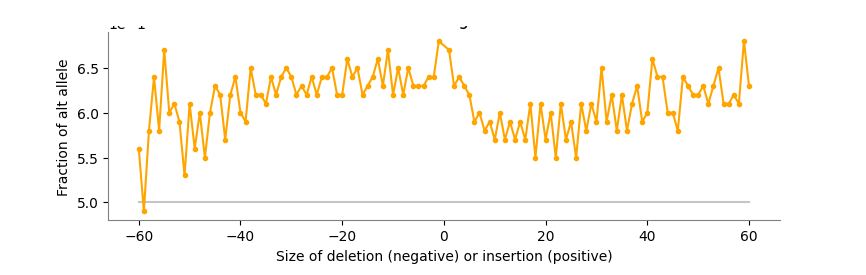 6.5
6.0
5.5
5.0
Fraction of alt allele
−60 −40 −20 0 20 40 60
Size of deletion (negative) or insertion (positive)